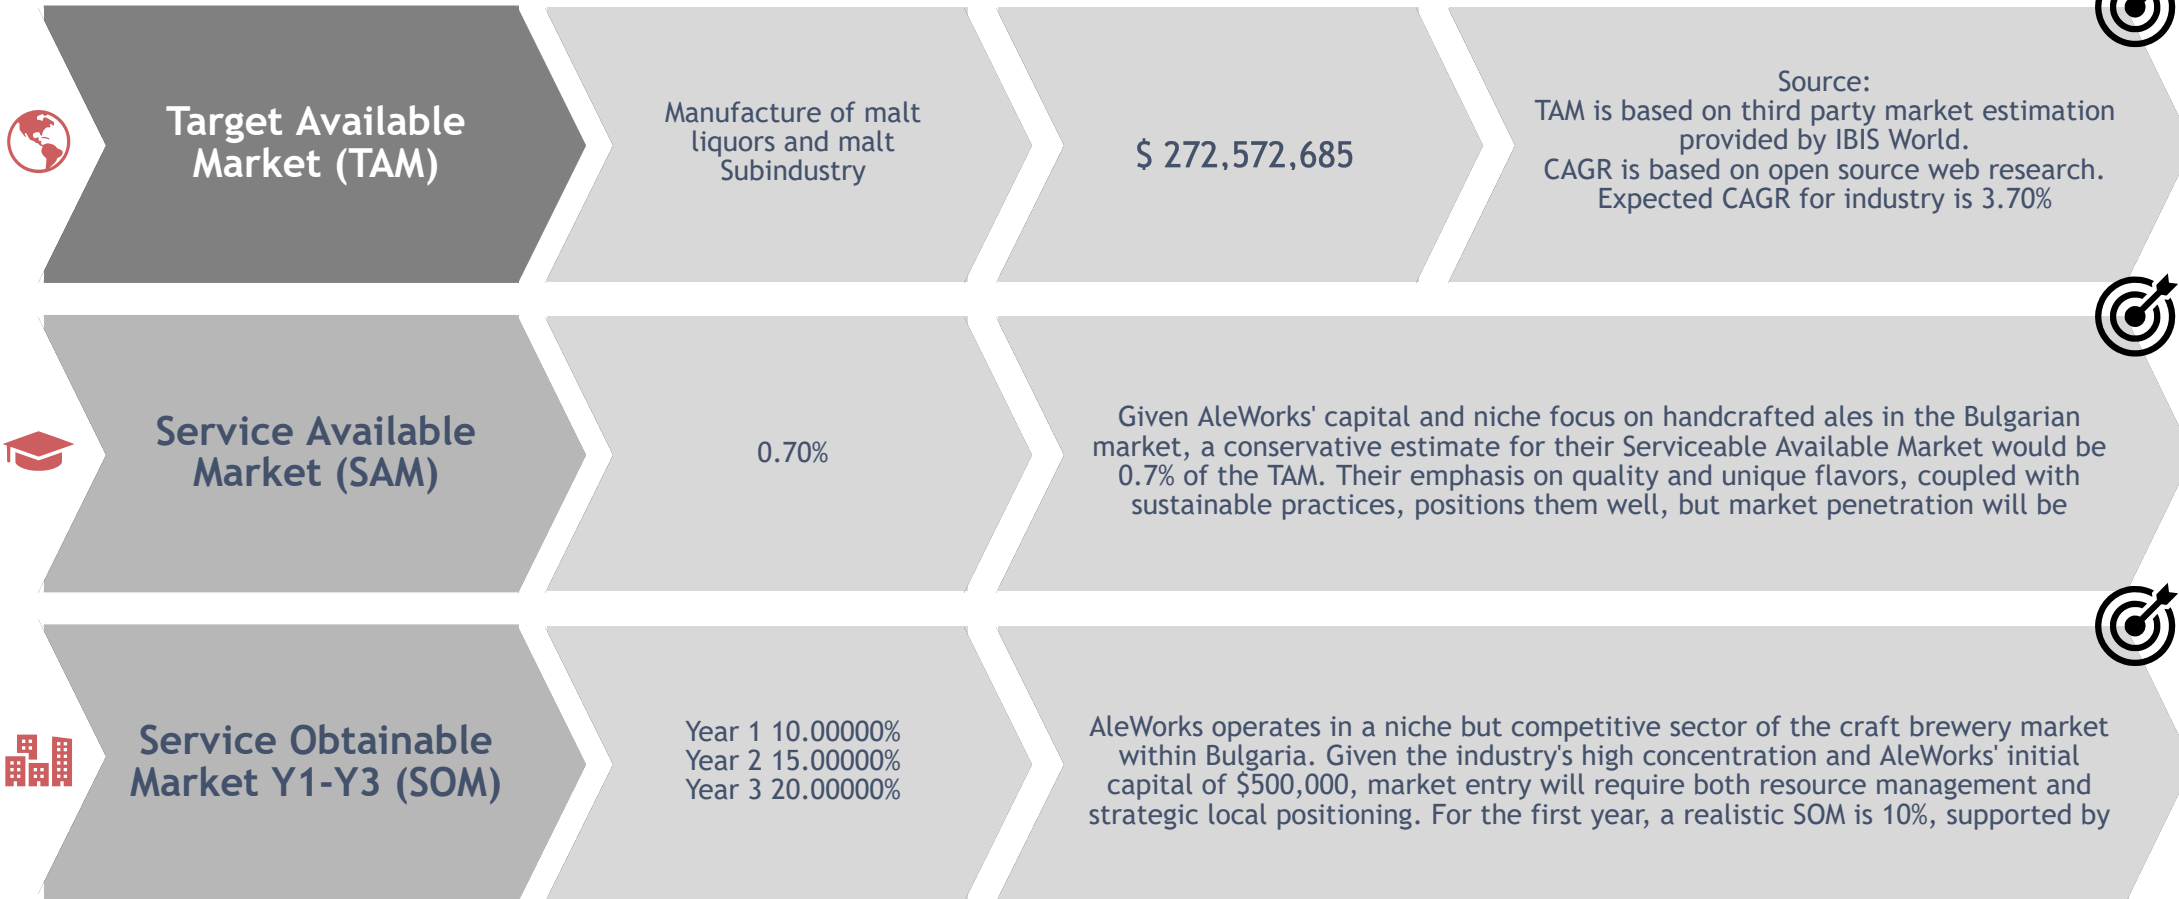 Target Available
Market (TAM)
Manufacture of malt
liquors and malt
Subindustry
$ 272,572,685
Source:
TAM is based on third party market estimation
provided by IBIS World.
CAGR is based on open source web research.
Expected CAGR for industry is 3.70%
Service Available
Market (SAM)
0.70%
Given AleWorks' capital and niche focus on handcrafted ales in the Bulgarian
market, a conservative estimate for their Serviceable Available Market would be
0.7% of the TAM. Their emphasis on quality and unique flavors, coupled with
sustainable practices, positions them well, but market penetration will be
Service Obtainable
Market Y1-Y3 (SOM)
Year 1 10.00000%
Year 2 15.00000%
Year 3 20.00000%
AleWorks operates in a niche but competitive sector of the craft brewery market
within Bulgaria. Given the industry's high concentration and AleWorks' initial
capital of $500,000, market entry will require both resource management and
strategic local positioning. For the first year, a realistic SOM is 10%, supported by